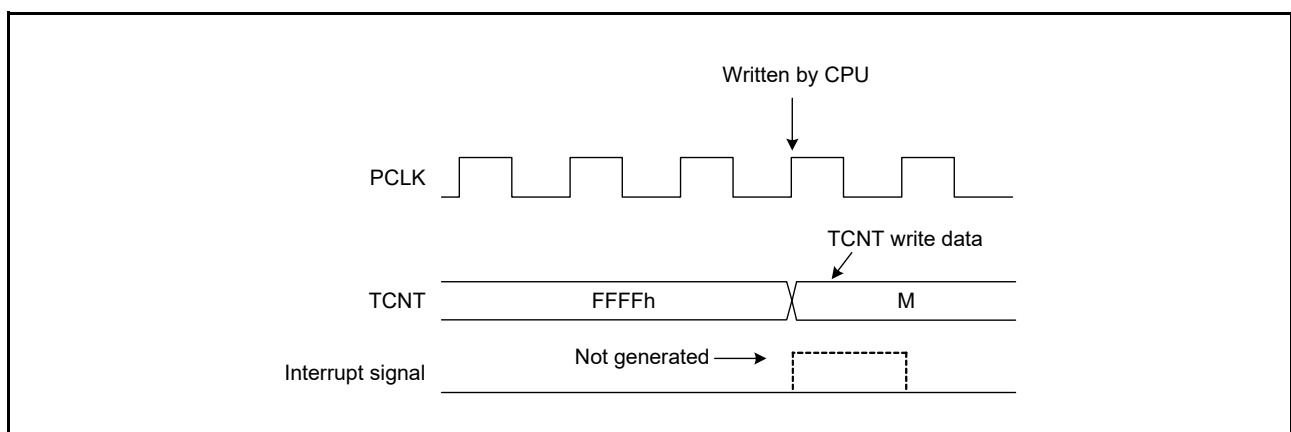 Written by CPU
PCLK
TCNT write data
TCNT
FFFFh
M
Not generated
Interrupt signal